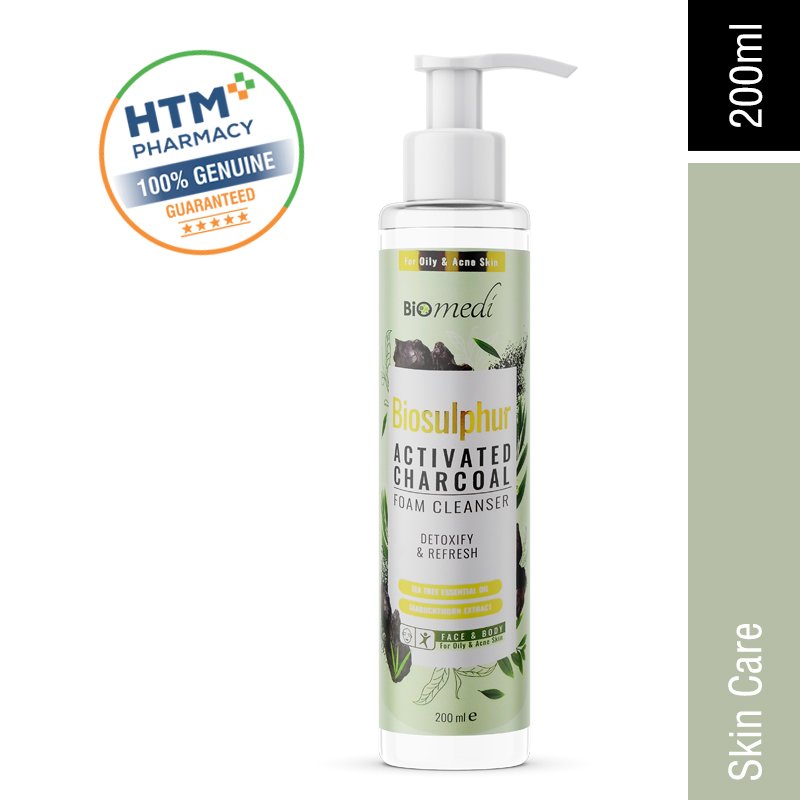 HTM
PHARMACY
100% GENUINE
GUARANTEED
200ml
Skin Care
For Oily & Acne Skin
Biomedi
Biosulphur
ACTIVATED
CHARCOAL
FOAM CLEANSER
DETOXIFY
& REFRESH
TEA TREE ESSENTIAL OIL
SEABUCKTHORN EXTRACT
FACE & BODY
For Oily & Acne Skin
200 ml e